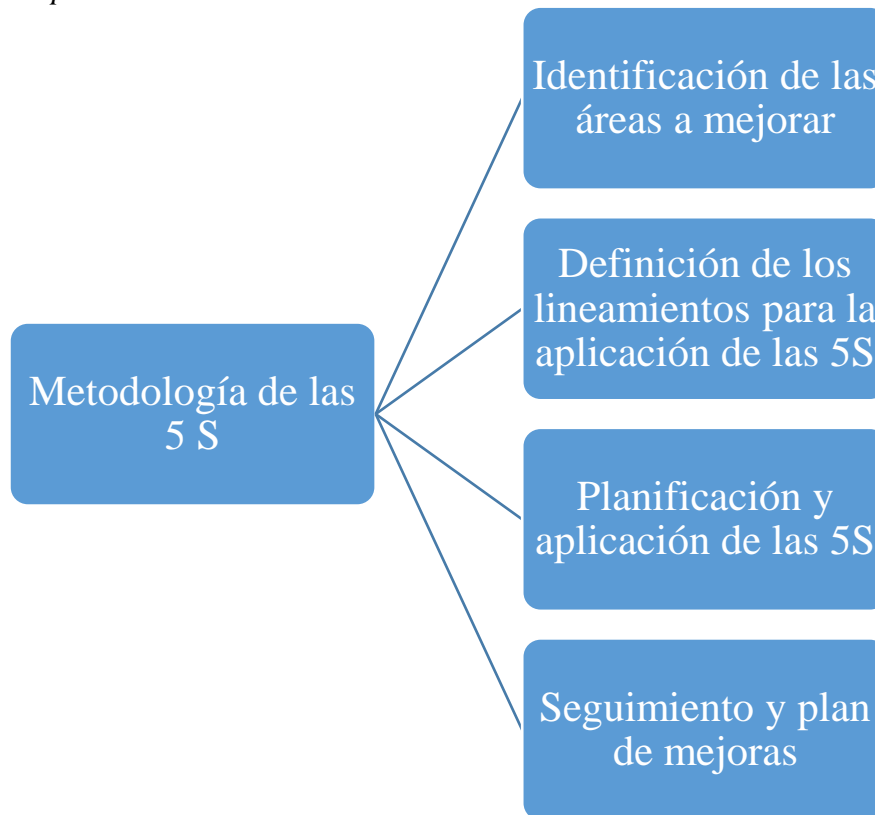 Identificación de las
áreas a mejorar
Definición de los
lineamientos para la
aplicación de las 5S
Metodología de las
5 S
Planificación y
aplicación de las 5S
Seguimiento y plan
de mejoras